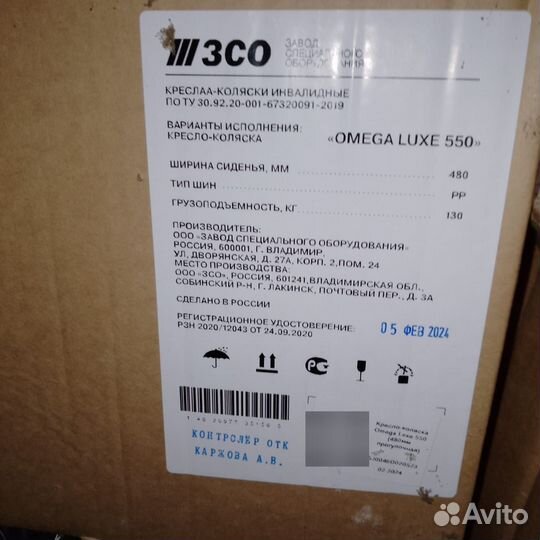 ЗСО ЗАВОД СПЕЦИАЛЬНОГО ОБОРУДОВАНИЯ
КРЕСЛАА-КОЛЯСКИ ИНВАЛИДНЫЕ
ПО ТУ 30.92.20-001-67320091-2019
ВАРИАНТЫ ИСПОЛНЕНИЯ:
КРЕСЛО-КОЛЯСКА «OMEGA LUXE 550»
ШИРИНА СИДЕНЬЯ, ММ 480
ТИП ШИН PP
ГРУЗОПОДЪЕМНОСТЬ, КГ 130
ПРОИЗВОДИТЕЛЬ:
ООО «ЗАВОД СПЕЦИАЛЬНОГО ОБОРУДОВАНИЯ»
РОССИЯ, 600001, Г. ВЛАДИМИР,
УЛ. ДВОРЯНСКАЯ, Д. 27А, КОРП. 2, ПОМ. 24
МЕСТО ПРОИЗВОДСТВА:
ООО «ЗСО», РОССИЯ, 601241, ВЛАДИМИРСКАЯ ОБЛ.,
СОБИНСКИЙ Р-Н, Г. ЛАКИНСК, ПОЧТОВЫЙ ПЕР., Д. 3А
СДЕЛАНО В РОССИИ
РЕГИСТРАЦИОННОЕ УДОСТОВЕРЕНИЕ:
РЗН 2020/12043 ОТ 24.09.2020
05 ФЕВ 2024
КОНТРОЛЕР ОТК
КАРЖОВА А.В.
Кресло-коляска
Omega Luxe 550
(480мм
прогулочная)
02.2024
Avito